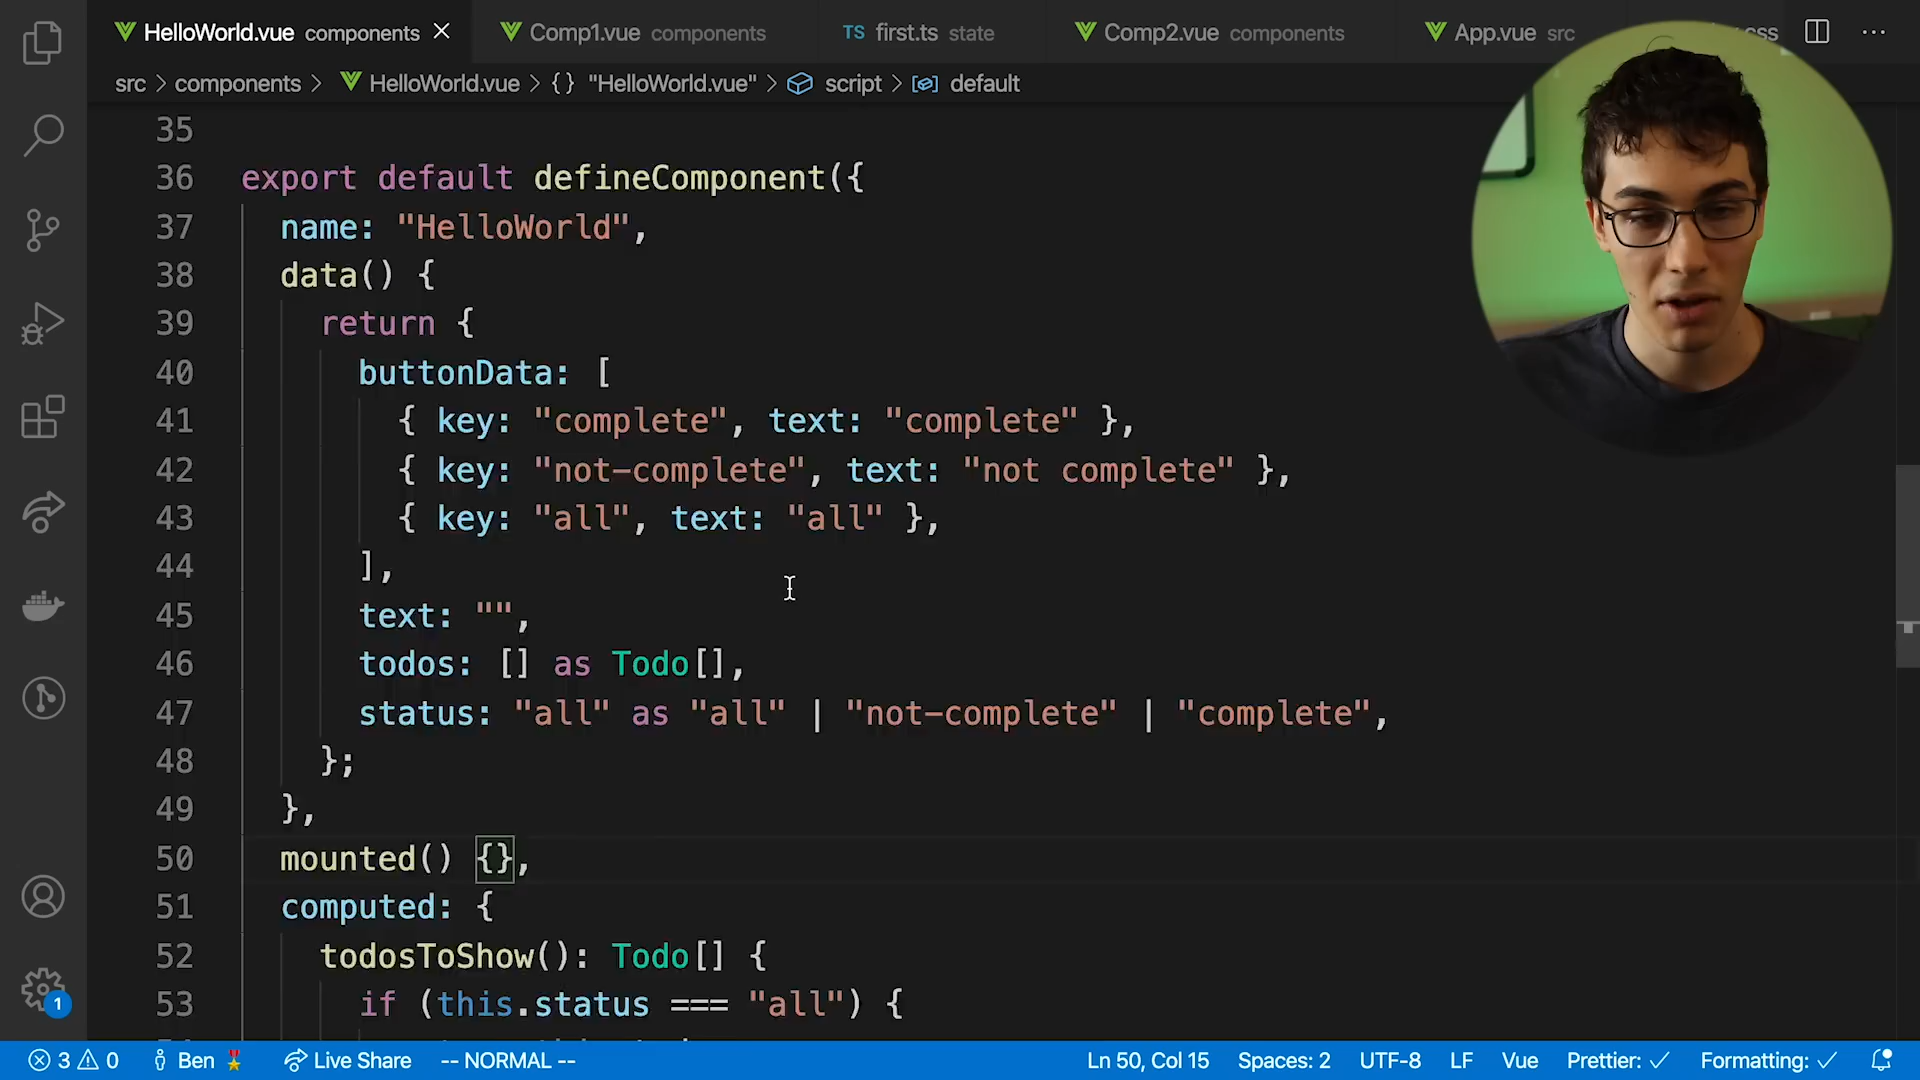 HelloWorld.vue components
Comp1.vue components
TS first.ts state
Comp2.vue components
App.vue src
css
src > components > HelloWorld.vue > {} "HelloWorld.vue" > script > default
35
36 export default defineComponent({
37 name: "HelloWorld",
38 data() {
39 return {
40 buttonData: [
41 { key: "complete", text: "complete" },
42 { key: "not-complete", text: "not complete" },
43 { key: "all", text: "all" },
44 ],
45 text: "",
46 todos: [] as Todo[],
47 status: "all" as "all" | "not-complete" | "complete",
48 };
49 },
50 mounted() {},
51 computed: {
52 todosToShow(): Todo[] {
53 if (this.status === "all") {
1
3 0 Ben Live Share -- NORMAL -- Ln 50, Col 15 Spaces: 2 UTF-8 LF Vue Prettier: ✓ Formatting: ✓